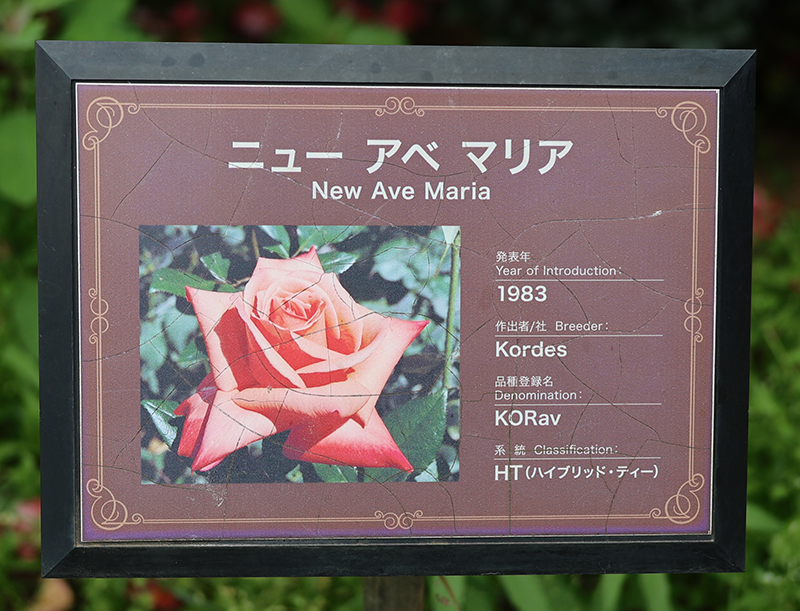 ニュー アベ マリア
New Ave Maria
発表年
Year of Introduction:
1983
作出者/社 Breeder:
Kordes
品種登録名
Denomination:
KORav
系 統 Classification:
HT(ハイブリッド・ティー)